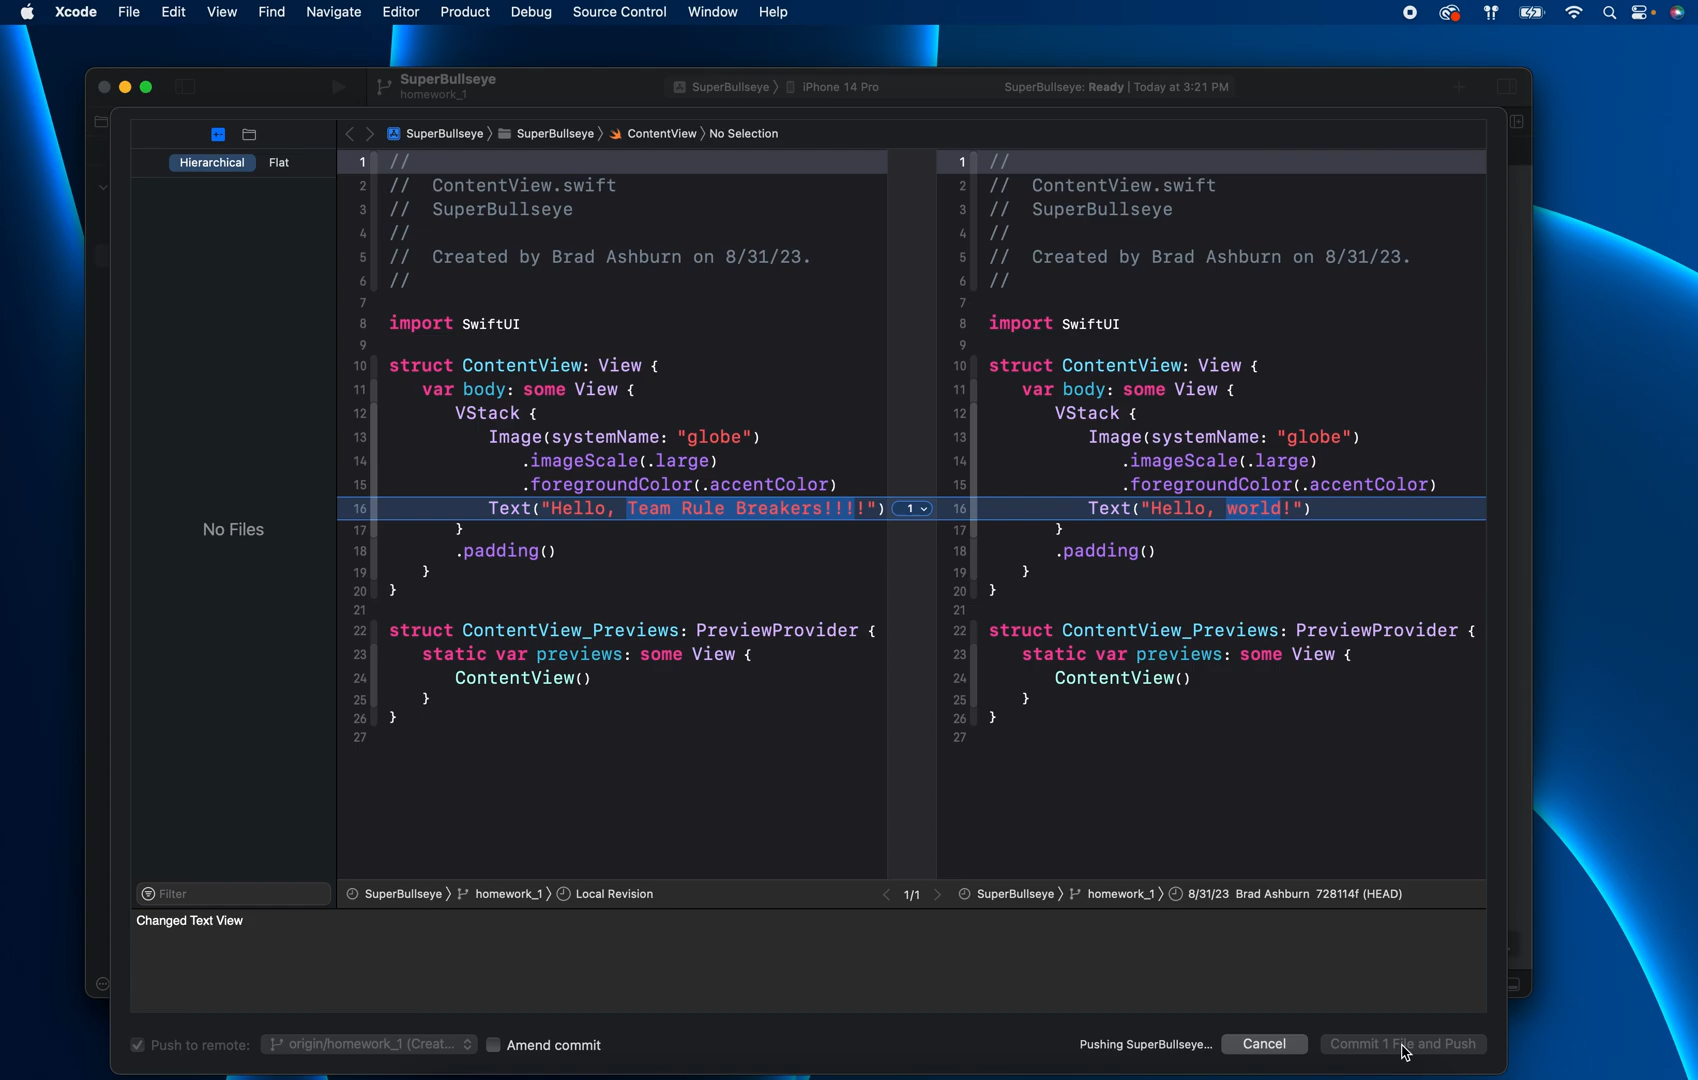 Xcode File Edit View Find Navigate Editor Product Debug Source Control Window Help
SuperBullseye
homework_1
SuperBullseye 〉 iPhone 14 Pro
SuperBullseye: Ready | Today at 3:21 PM
SuperBullseye 〉 SuperBullseye 〉 ContentView 〉 No Selection
Hierarchical Flat
No Files
Filter
1 //
2 // ContentView.swift
3 // SuperBullseye
4 //
5 // Created by Brad Ashburn on 8/31/23.
6 //
7
8 import SwiftUI
9
10 struct ContentView: View {
11 var body: some View {
12 VStack {
13 Image(systemName: "globe")
14 .imageScale(.large)
15 .foregroundColor(.accentColor)
16 Text("Hello, Team Rule Breakers!!!!")
17 }
18 .padding()
19 }
20 }
21
22 struct ContentView_Previews: PreviewProvider {
23 static var previews: some View {
24 ContentView()
25 }
26 }
27
1
1 //
2 // ContentView.swift
3 // SuperBullseye
4 //
5 // Created by Brad Ashburn on 8/31/23.
6 //
7
8 import SwiftUI
9
10 struct ContentView: View {
11 var body: some View {
12 VStack {
13 Image(systemName: "globe")
14 .imageScale(.large)
15 .foregroundColor(.accentColor)
16 Text("Hello, world!")
17 }
18 .padding()
19 }
20 }
21
22 struct ContentView_Previews: PreviewProvider {
23 static var previews: some View {
24 ContentView()
25 }
26 }
27
SuperBullseye 〉 homework_1 〉 Local Revision
1/1
SuperBullseye 〉 homework_1 〉 8/31/23 Brad Ashburn 728114f (HEAD)
Changed Text View
Push to remote: origin/homework_1 (Creat... Amend commit
Pushing SuperBullseye... Cancel Commit 1 File and Push